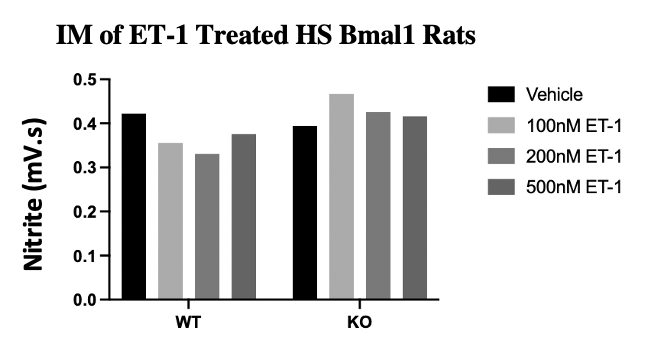 IM of ET-1 Treated HS Bmal1 Rats
Nitrite (mV.s)
0.5
0.4
0.3
0.2
0.1
0.0
WT
KO
Vehicle
100nM ET-1
200nM ET-1
500nM ET-1